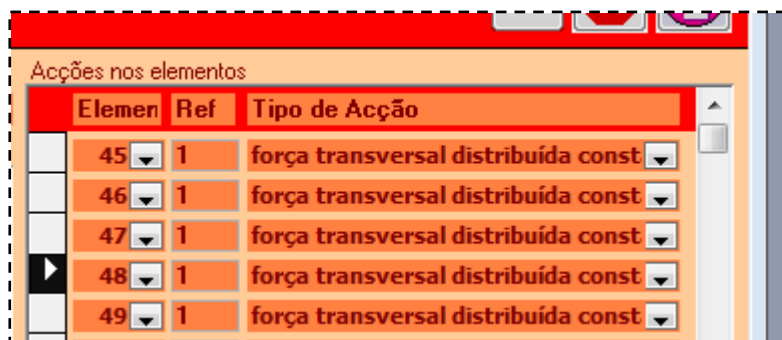 Acções nos elementos
Elemen Ref Tipo de Acção
45 1 força transversal distribuída const
46 1 força transversal distribuída const
47 1 força transversal distribuída const
48 1 força transversal distribuída const
49 1 força transversal distribuída const